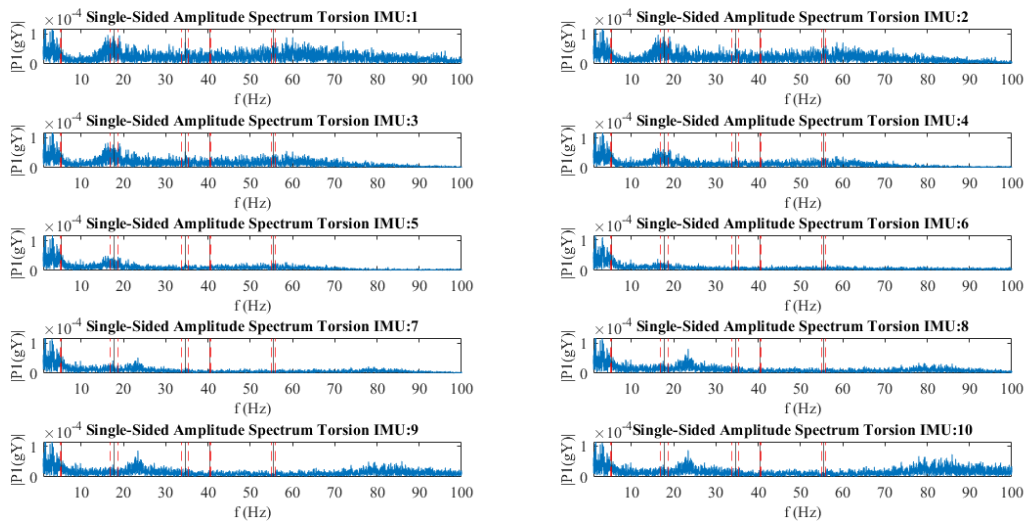 ×10-4 Single-Sided Amplitude Spectrum Torsion IMU:1
|P1(gY)|
1
0
10 20 30 40 50 60 70 80 90 100
f (Hz)
×10-4 Single-Sided Amplitude Spectrum Torsion IMU:2
|P1(gY)|
1
0
10 20 30 40 50 60 70 80 90 100
f (Hz)
×10-4 Single-Sided Amplitude Spectrum Torsion IMU:3
|P1(gY)|
1
0
10 20 30 40 50 60 70 80 90 100
f (Hz)
×10-4 Single-Sided Amplitude Spectrum Torsion IMU:4
|P1(gY)|
1
0
10 20 30 40 50 60 70 80 90 100
f (Hz)
×10-4 Single-Sided Amplitude Spectrum Torsion IMU:5
|P1(gY)|
1
0
10 20 30 40 50 60 70 80 90 100
f (Hz)
×10-4 Single-Sided Amplitude Spectrum Torsion IMU:6
|P1(gY)|
1
0
10 20 30 40 50 60 70 80 90 100
f (Hz)
×10-4 Single-Sided Amplitude Spectrum Torsion IMU:7
|P1(gY)|
1
0
10 20 30 40 50 60 70 80 90 100
f (Hz)
×10-4 Single-Sided Amplitude Spectrum Torsion IMU:8
|P1(gY)|
1
0
10 20 30 40 50 60 70 80 90 100
f (Hz)
×10-4 Single-Sided Amplitude Spectrum Torsion IMU:9
|P1(gY)|
1
0
10 20 30 40 50 60 70 80 90 100
f (Hz)
×10-4 Single-Sided Amplitude Spectrum Torsion IMU:10
|P1(gY)|
1
0
10 20 30 40 50 60 70 80 90 100
f (Hz)